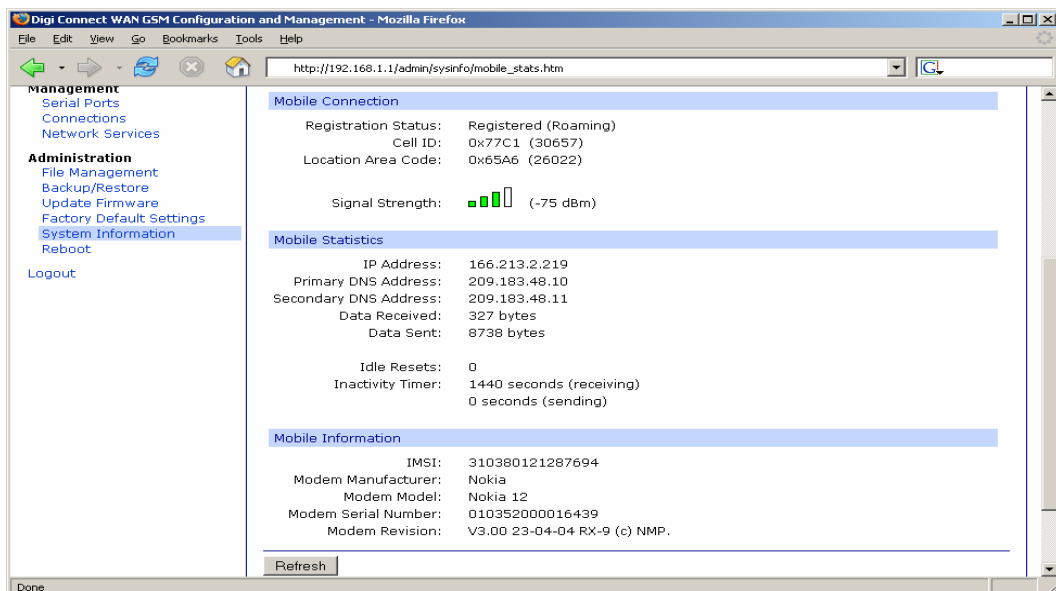 Digi Connect WAN GSM Configuration and Management - Mozilla Firefox
File Edit View Go Bookmarks Tools Help
http://192.168.1.1/admin/sysinfo/mobile_stats.htm
G
Management
Serial Ports
Connections
Network Services
Administration
File Management
Backup/Restore
Update Firmware
Factory Default Settings
System Information
Reboot
Logout
Mobile Connection
Registration Status: Registered (Roaming)
Cell ID: 0x77C1 (30657)
Location Area Code: 0x65A6 (26022)
Signal Strength: (-75 dBm)
Mobile Statistics
IP Address: 166.213.2.219
Primary DNS Address: 209.183.48.10
Secondary DNS Address: 209.183.48.11
Data Received: 327 bytes
Data Sent: 8738 bytes
Idle Resets: 0
Inactivity Timer: 1440 seconds (receiving)
0 seconds (sending)
Mobile Information
IMSI: 310380121287694
Modem Manufacturer: Nokia
Modem Model: Nokia 12
Modem Serial Number: 010352000016439
Modem Revision: V3.00 23-04-04 RX-9 (c) NMP.
Refresh
Done